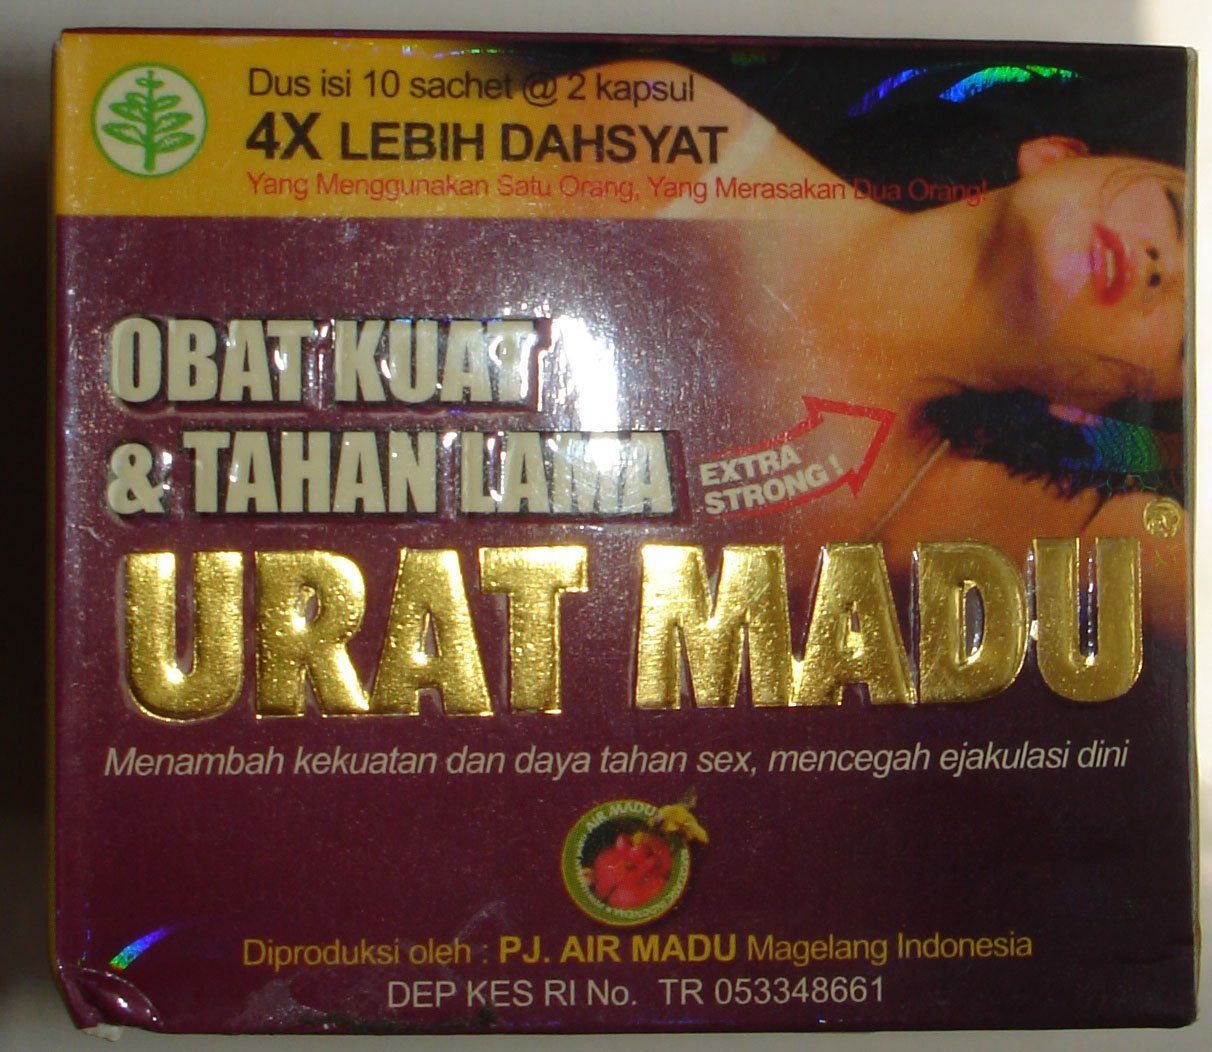 Dus isi 10 sachet @ 2 kapsul
4X LEBIH DAHSYAT
Yang Menggunakan Satu Orang, Yang Merasakan Dua Orang!
OBAT KUAT
& TAHAN LAMA
EXTRA
STRONG !
URAT MADU
®
Menambah kekuatan dan daya tahan sex, mencegah ejakulasi dini
AIR MADU
Diproduksi oleh : PJ. AIR MADU Magelang Indonesia
DEP KES RI No. TR 053348661